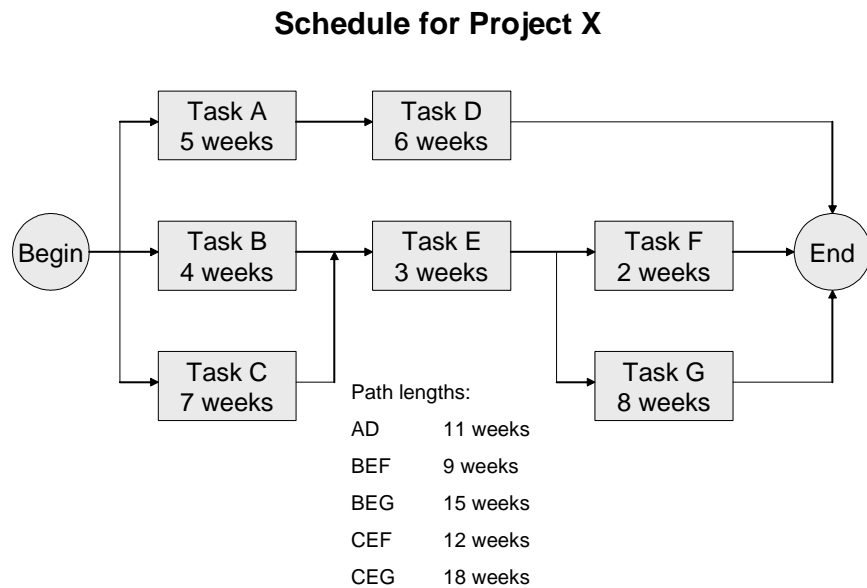 Schedule for Project X
Task A
5 weeks
Task D
6 weeks
Begin
Task B
4 weeks
Task E
3 weeks
Task F
2 weeks
End
Task C
7 weeks
Task G
8 weeks
Path lengths:
AD 11 weeks
BEF 9 weeks
BEG 15 weeks
CEF 12 weeks
CEG 18 weeks